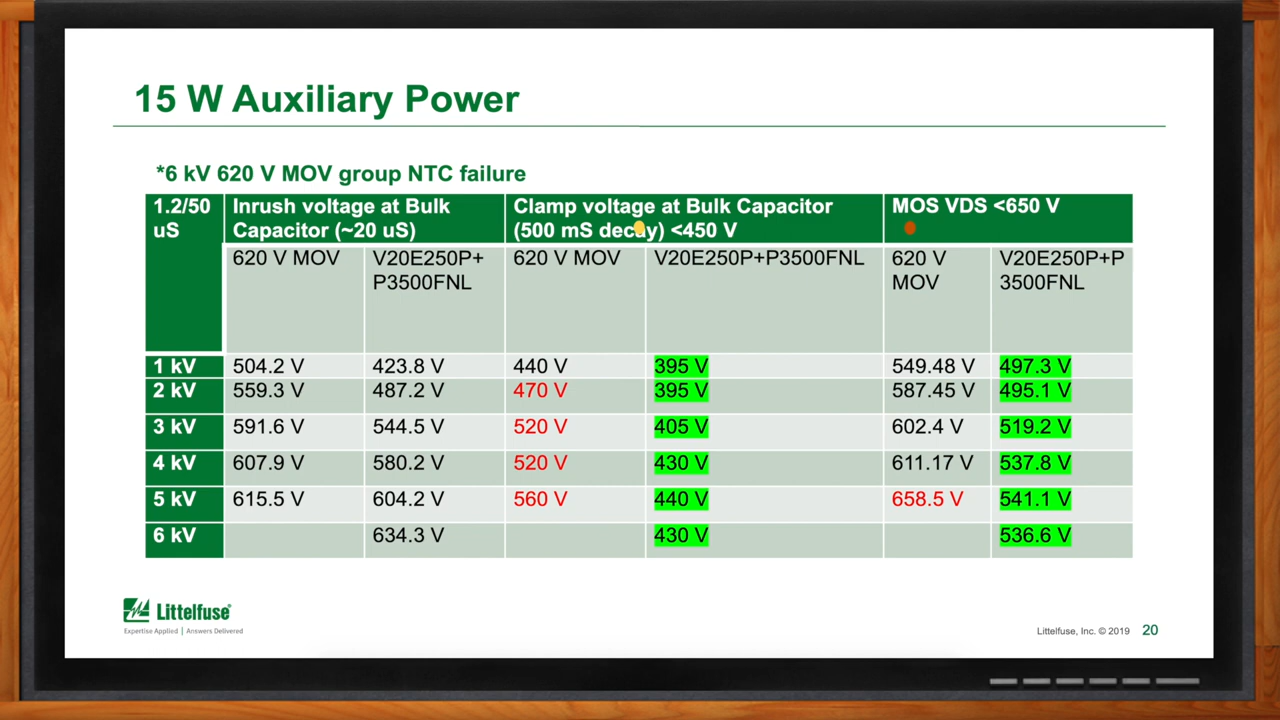 15 W Auxiliary Power
*6 kV 620 V MOV group NTC failure
1.2/50 uS
Inrush voltage at Bulk Capacitor (~20 uS)
Clamp voltage at Bulk Capacitor (500 mS decay) <450 V
MOS VDS <650 V
620 V MOV
V20E250P+ P3500FNL
620 V MOV
V20E250P+P3500FNL
620 V MOV
V20E250P+P 3500FNL
1 kV 504.2 V 423.8 V 440 V 395 V 549.48 V 497.3 V
2 kV 559.3 V 487.2 V 470 V 395 V 587.45 V 495.1 V
3 kV 591.6 V 544.5 V 520 V 405 V 602.4 V 519.2 V
4 kV 607.9 V 580.2 V 520 V 430 V 611.17 V 537.8 V
5 kV 615.5 V 604.2 V 560 V 440 V 658.5 V 541.1 V
6 kV 634.3 V 430 V 536.6 V
Littelfuse®
Expertise Applied | Answers Delivered
Littelfuse, Inc. © 2019 20